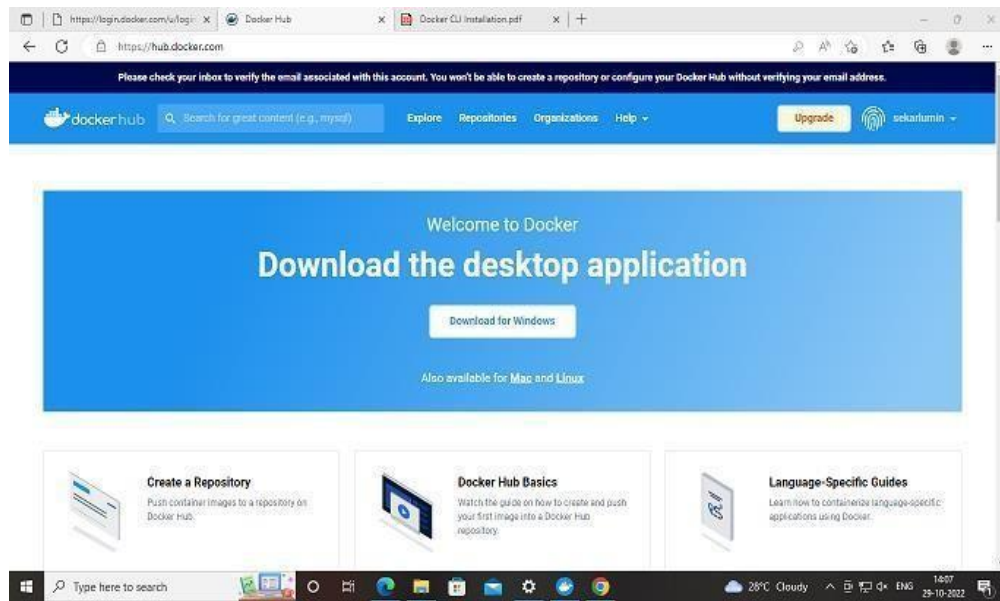 https://login.docker.com/u/login
Docker Hub
Docker CLI Installation.pdf
https://hub.docker.com
Please check your inbox to verify the email associated with this account. You won't be able to create a repository or configure your Docker Hub without verifying your email address.
dockerhub
Search for great content (e.g., mysql)
Explore
Repositories
Organizations
Help
Upgrade
sekarlumin
Welcome to Docker
Download the desktop application
Download for Windows
Also available for Mac and Linux
Create a Repository
Push container images to a repository on
Docker Hub.
Docker Hub Basics
Watch the guide on how to create and push
your first image into a Docker Hub
repository.
Language-Specific Guides
Learn how to containerize language-specific
applications using Docker.
Type here to search
28°C Cloudy
ENG
14:07
29-10-2022